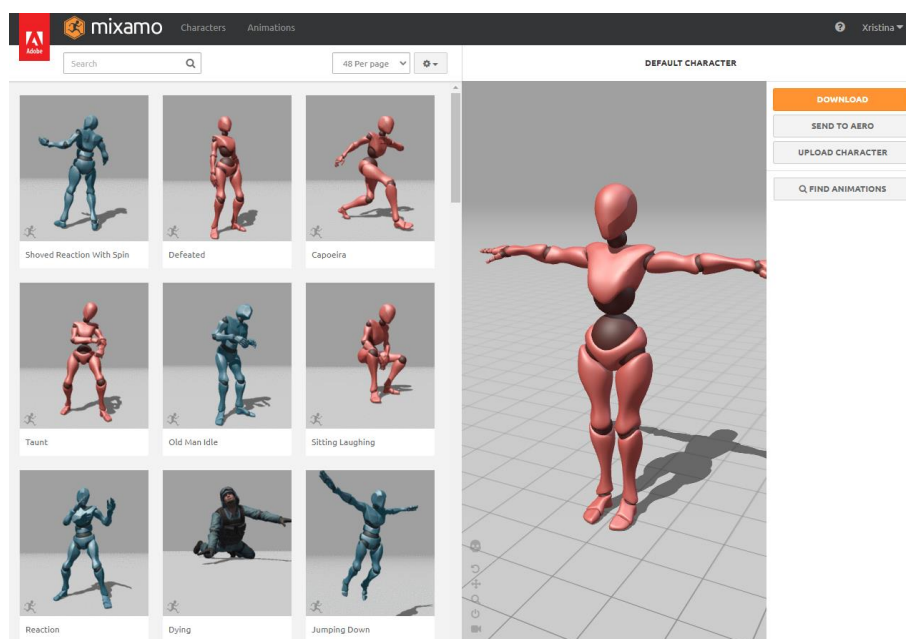 Adobe
mixamo
Characters
Animations
Xristina
Search
48 Per page
DEFAULT CHARACTER
DOWNLOAD
SEND TO AERO
UPLOAD CHARACTER
FIND ANIMATIONS
Shoved Reaction With Spin
Defeated
Capoeira
Taunt
Old Man Idle
Sitting Laughing
Reaction
Dying
Jumping Down